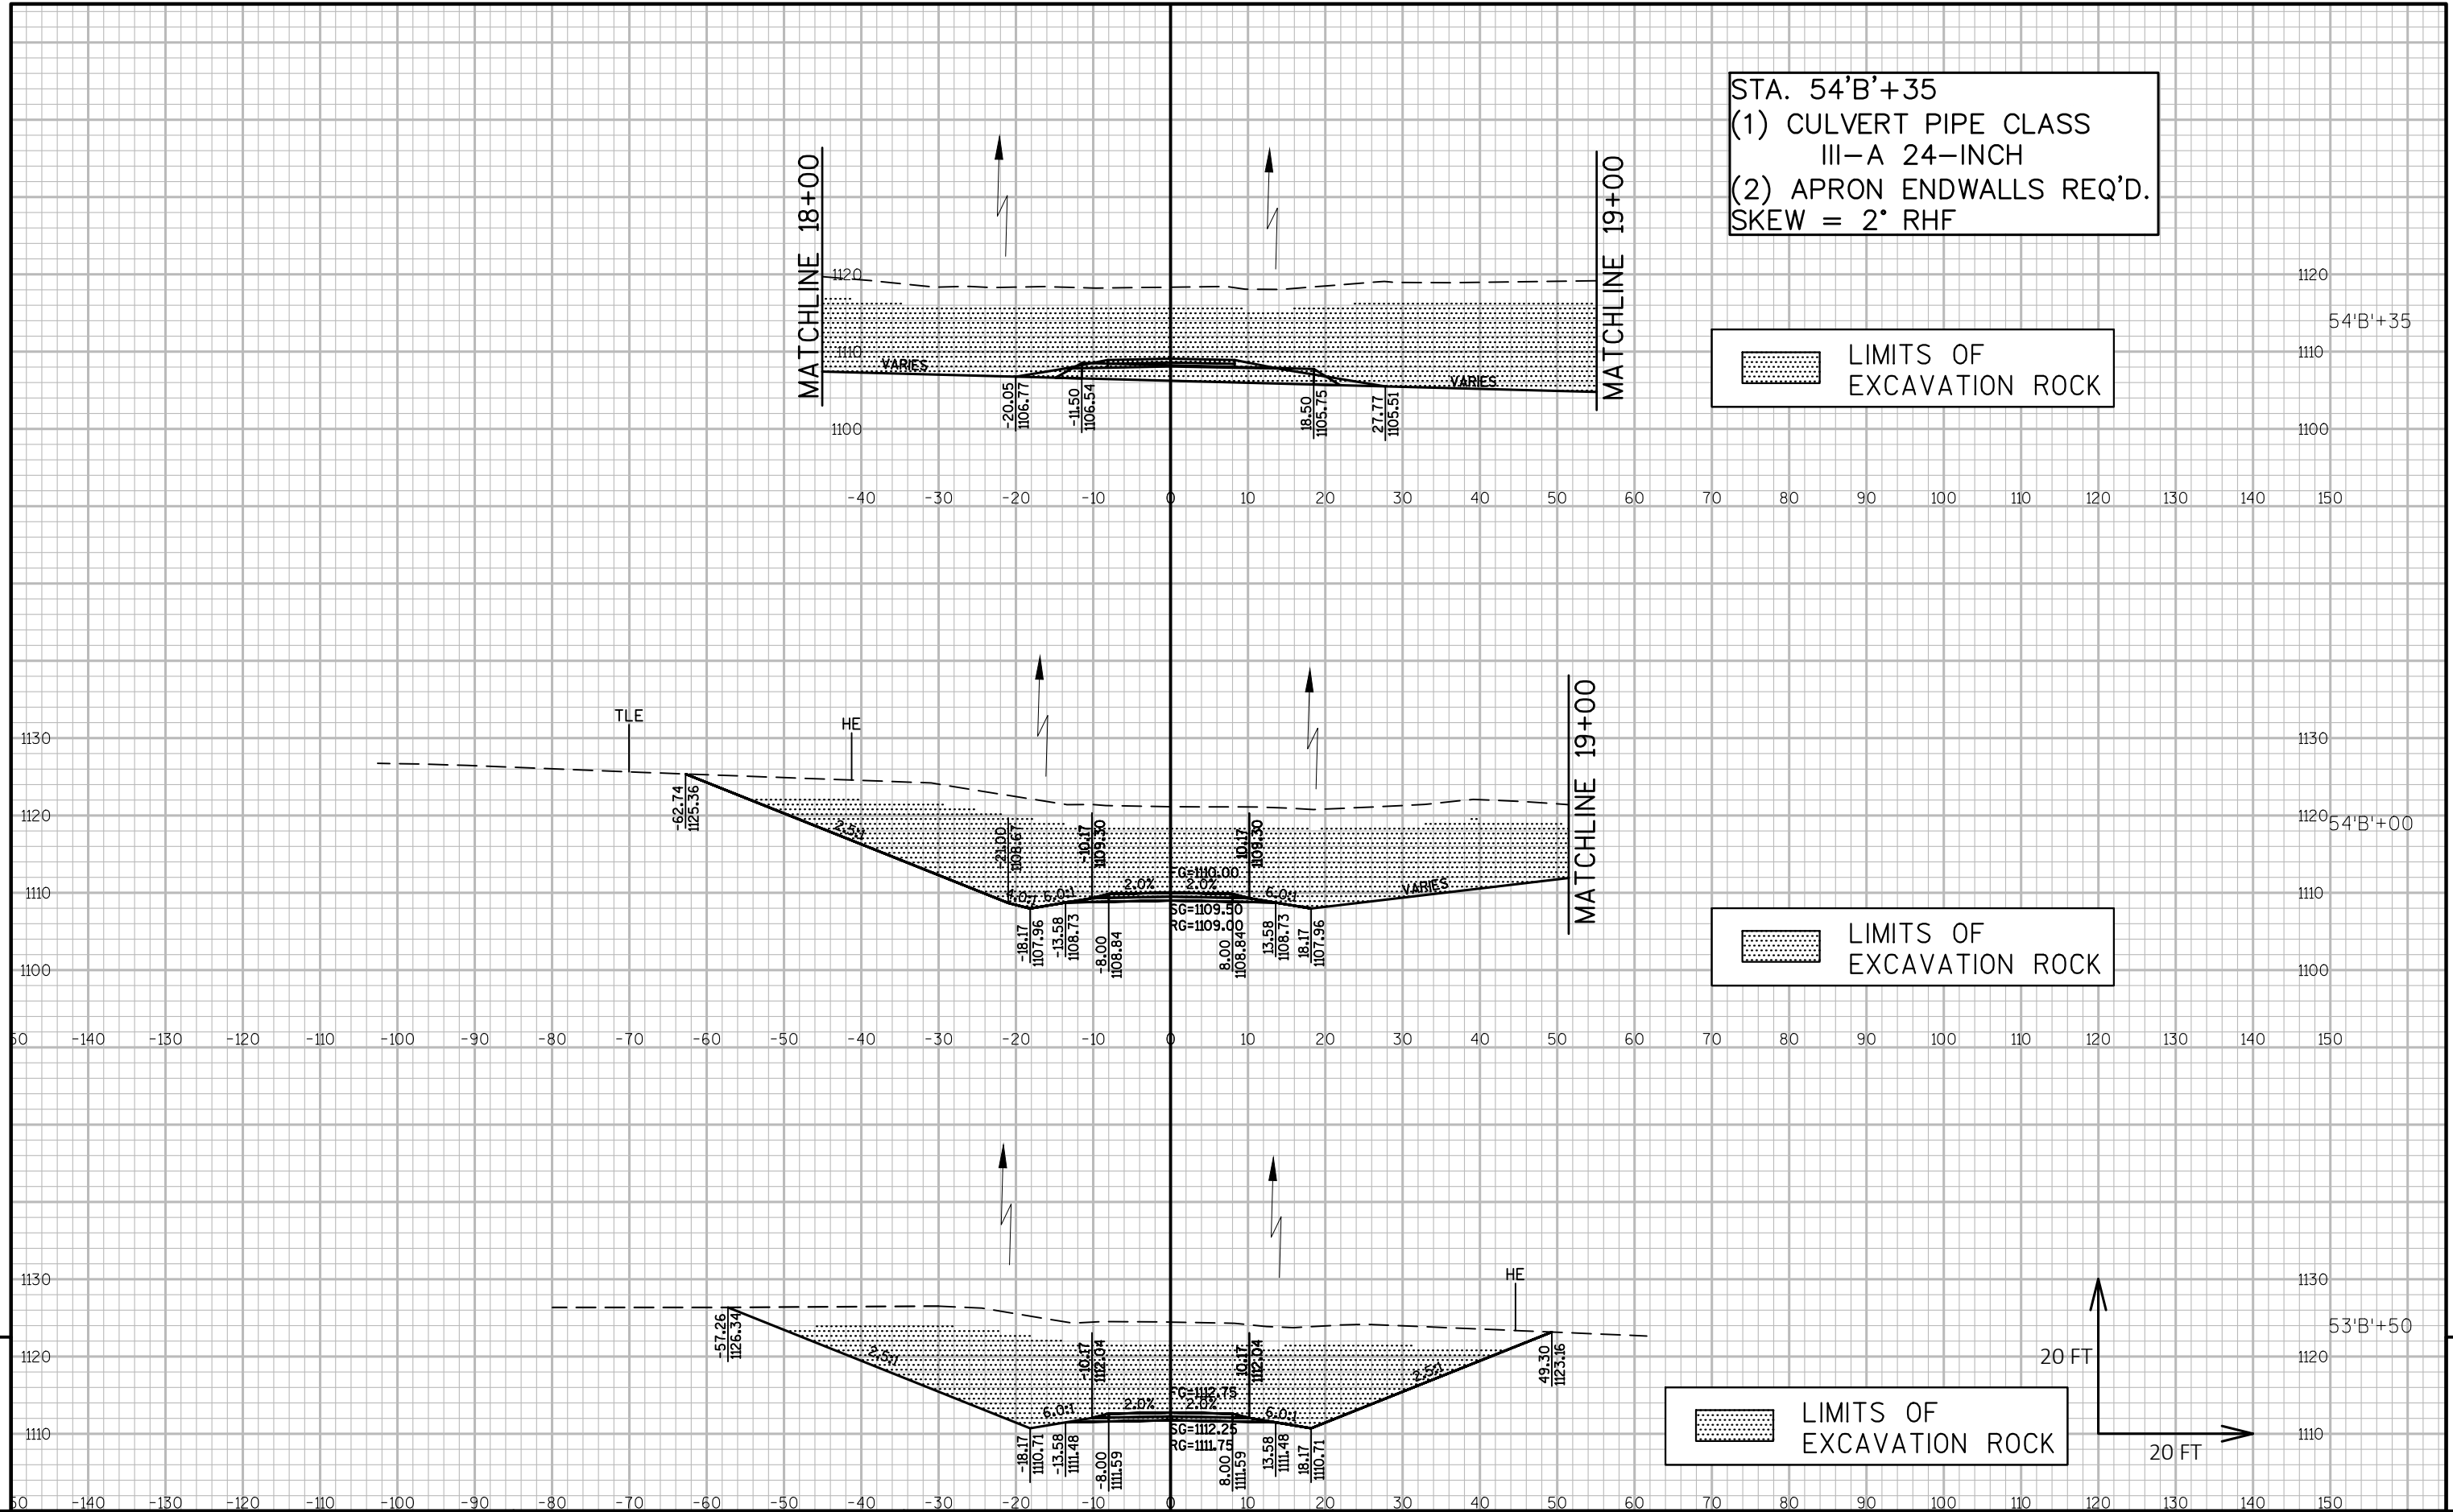 STA. 54'B'+35
(1) CULVERT PIPE CLASS
III-A 24-INCH
(2) APRON ENDWALLS REQ'D.
SKEW = 2° RHF
MATCHLINE 18+00
MATCHLINE 19+00
1120 1120
54'B'+35
1110 1110
1100 1100
VARIES
VARIES
-20.05
1106.77
-11.50
1106.54
18.50
1105.75
27.77
1105.51
LIMITS OF
EXCAVATION ROCK
-40 -30 -20 -10 0 10 20 30 40 50 60 70 80 90 100 110 120 130 140 150
TLE
HE
MATCHLINE 19+00
1130 1130
1120 1120
54'B'+00
1110 1110
1100 1100
-62.74
1125.36
2.5:1
-21.00
1108.67
-10.17
1109.30
10.17
1109.30
FG=1110.00
4.0:1 6.0:1 2.0% 2.0% 6.0:1
VARIES
SG=1109.50
RG=1109.00
-18.17
1107.96
-13.58
1108.73
-8.00
1108.84
8.00
1108.84
13.58
1108.73
18.17
1107.96
LIMITS OF
EXCAVATION ROCK
50 -140 -130 -120 -110 -100 -90 -80 -70 -60 -50 -40 -30 -20 -10 0 10 20 30 40 50 60 70 80 90 100 110 120 130 140 150
HE
1130 1130
53'B'+50
1120 1120
1110 1110
-57.26
1126.34
2.5:1
-10.17
1112.04
10.17
1112.04
2.5:1
49.30
1123.16
FG=1112.75
6.0:1 2.0% 2.0% 6.0:1
SG=1112.25
RG=1111.75
-18.17
1110.71
-13.58
1111.48
-8.00
1111.59
8.00
1111.59
13.58
1111.48
18.17
1110.71
LIMITS OF
EXCAVATION ROCK
20 FT
20 FT
50 -140 -130 -120 -110 -100 -90 -80 -70 -60 -50 -40 -30 -20 -10 0 10 20 30 40 50 60 70 80 90 100 110 120 130 140 150